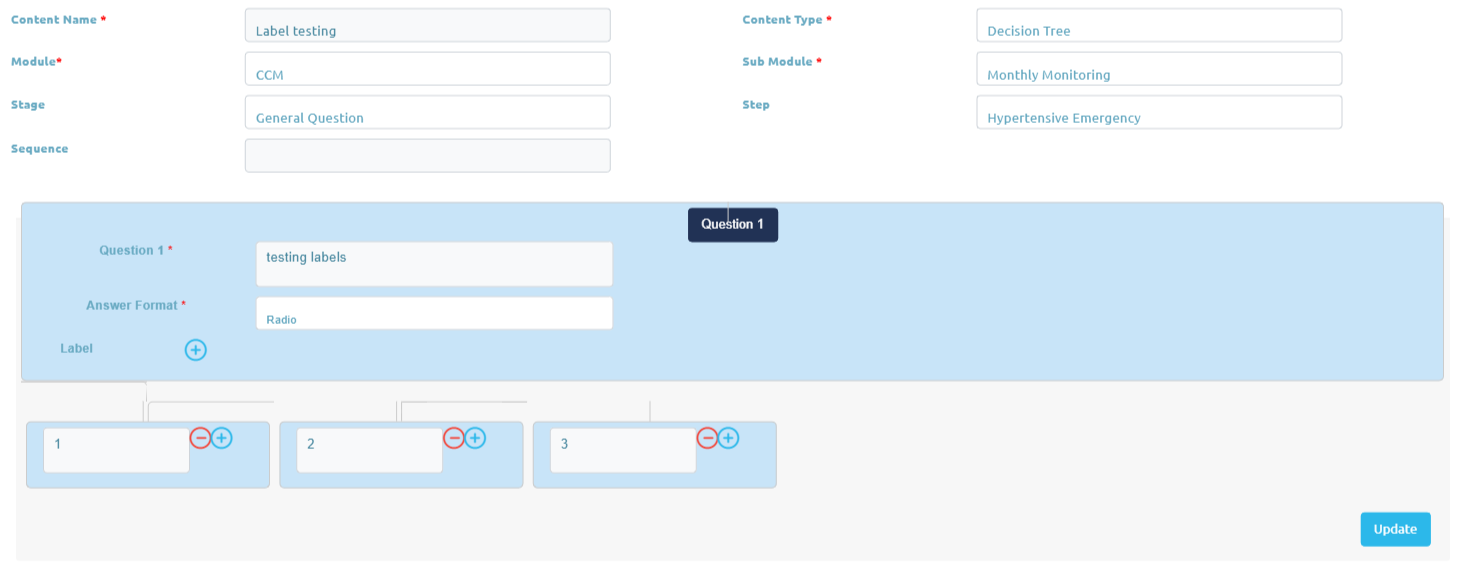 Content Name *
Label testing
Content Type *
Decision Tree
Module*
CCM
Sub Module *
Monthly Monitoring
Stage
General Question
Step
Hypertensive Emergency
Sequence
Question 1
Question 1 *
testing labels
Answer Format *
Radio
Label
1
2
3
Update